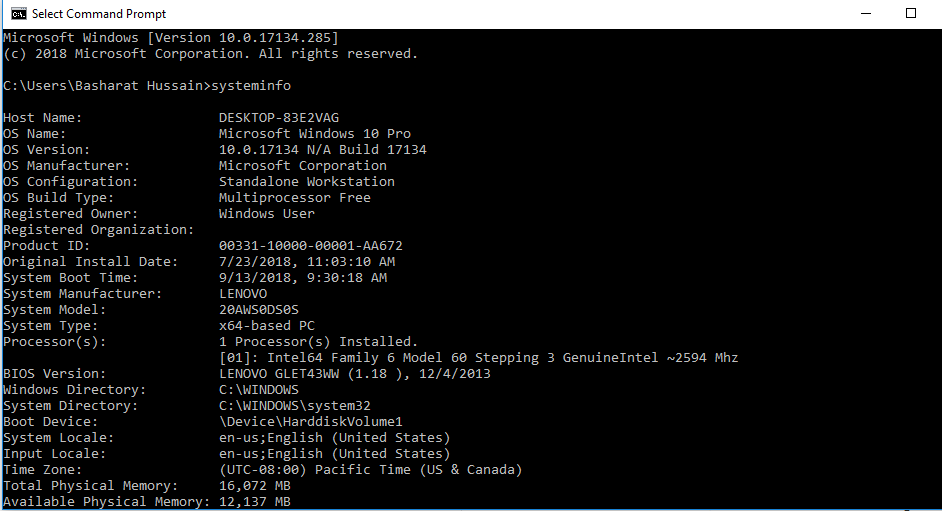 Select Command Prompt
Microsoft Windows [Version 10.0.17134.285]
(c) 2018 Microsoft Corporation. All rights reserved.
C:\Users\Basharat Hussain>systeminfo
Host Name: DESKTOP-83E2VAG
OS Name: Microsoft Windows 10 Pro
OS Version: 10.0.17134 N/A Build 17134
OS Manufacturer: Microsoft Corporation
OS Configuration: Standalone Workstation
OS Build Type: Multiprocessor Free
Registered Owner: Windows User
Registered Organization:
Product ID: 00331-10000-00001-AA672
Original Install Date: 7/23/2018, 11:03:10 AM
System Boot Time: 9/13/2018, 9:30:18 AM
System Manufacturer: LENOVO
System Model: 20AWS0DS0S
System Type: x64-based PC
Processor(s): 1 Processor(s) Installed.
[01]: Intel64 Family 6 Model 60 Stepping 3 GenuineIntel ~2594 Mhz
BIOS Version: LENOVO GLET43WW (1.18 ), 12/4/2013
Windows Directory: C:\WINDOWS
System Directory: C:\WINDOWS\system32
Boot Device: \Device\HarddiskVolume1
System Locale: en-us;English (United States)
Input Locale: en-us;English (United States)
Time Zone: (UTC-08:00) Pacific Time (US & Canada)
Total Physical Memory: 16,072 MB
Available Physical Memory: 12,137 MB